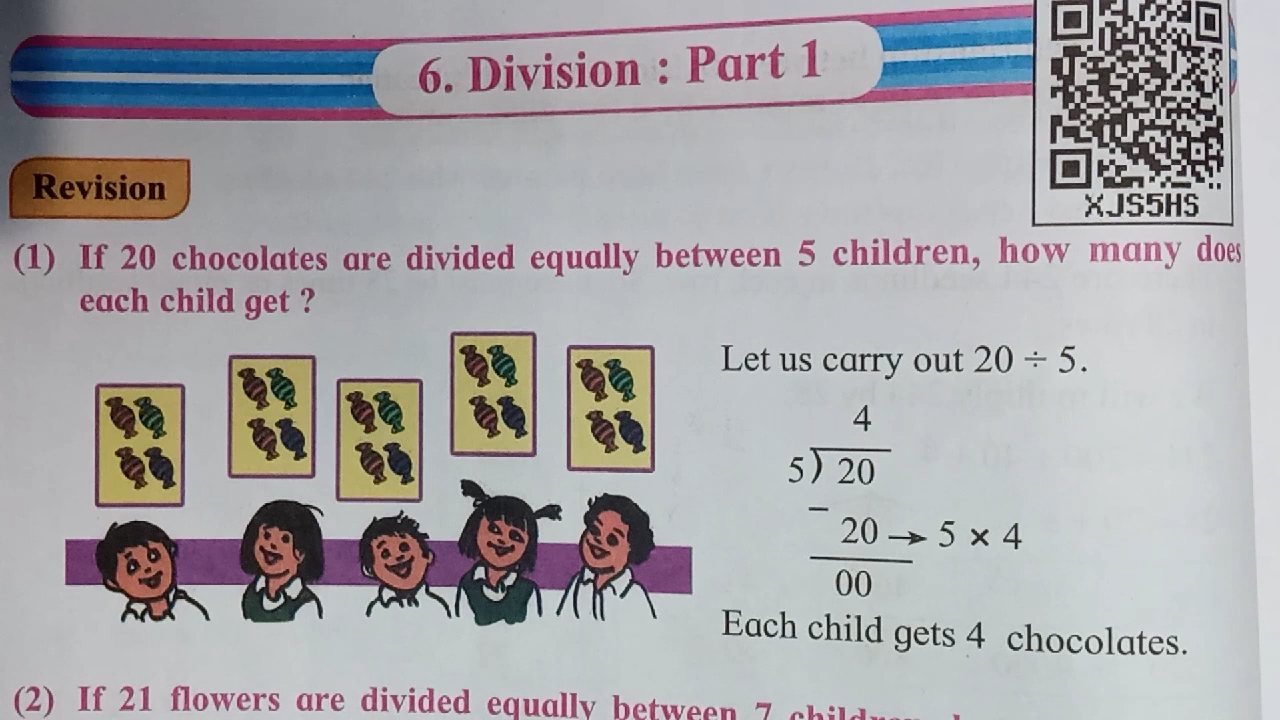 6. Division : Part 1
XJS5HS
Revision
(1) If 20 chocolates are divided equally between 5 children, how many does
each child get ?
Let us carry out 20 ÷ 5.
4
5) 20
− 20 → 5 × 4
00
Each child gets 4 chocolates.
(2) If 21 flowers are divided equally between 7